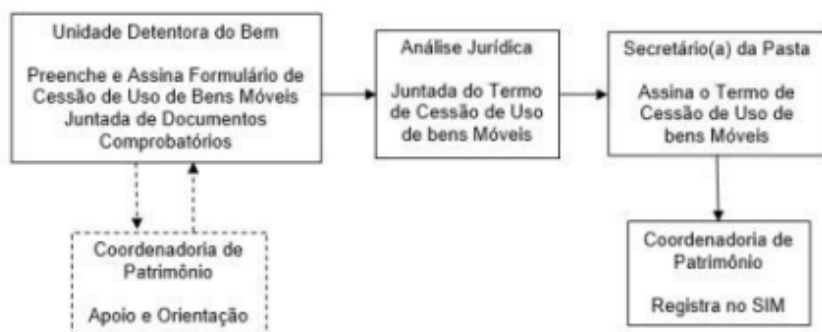 Unidade Detentora do Bem
Preenche e Assina Formulário de
Cessão de Uso de Bens Móveis
Juntada de Documentos
Comprobatórios
Análise Jurídica
Juntada do Termo
de Cessão de Uso
de bens Móveis
Secretário(a) da Pasta
Assina o Termo de
Cessão de Uso de
bens Móveis
Coordenadoria de
Patrimônio
Apoio e Orientação
Coordenadoria de
Patrimônio
Registra no SIM